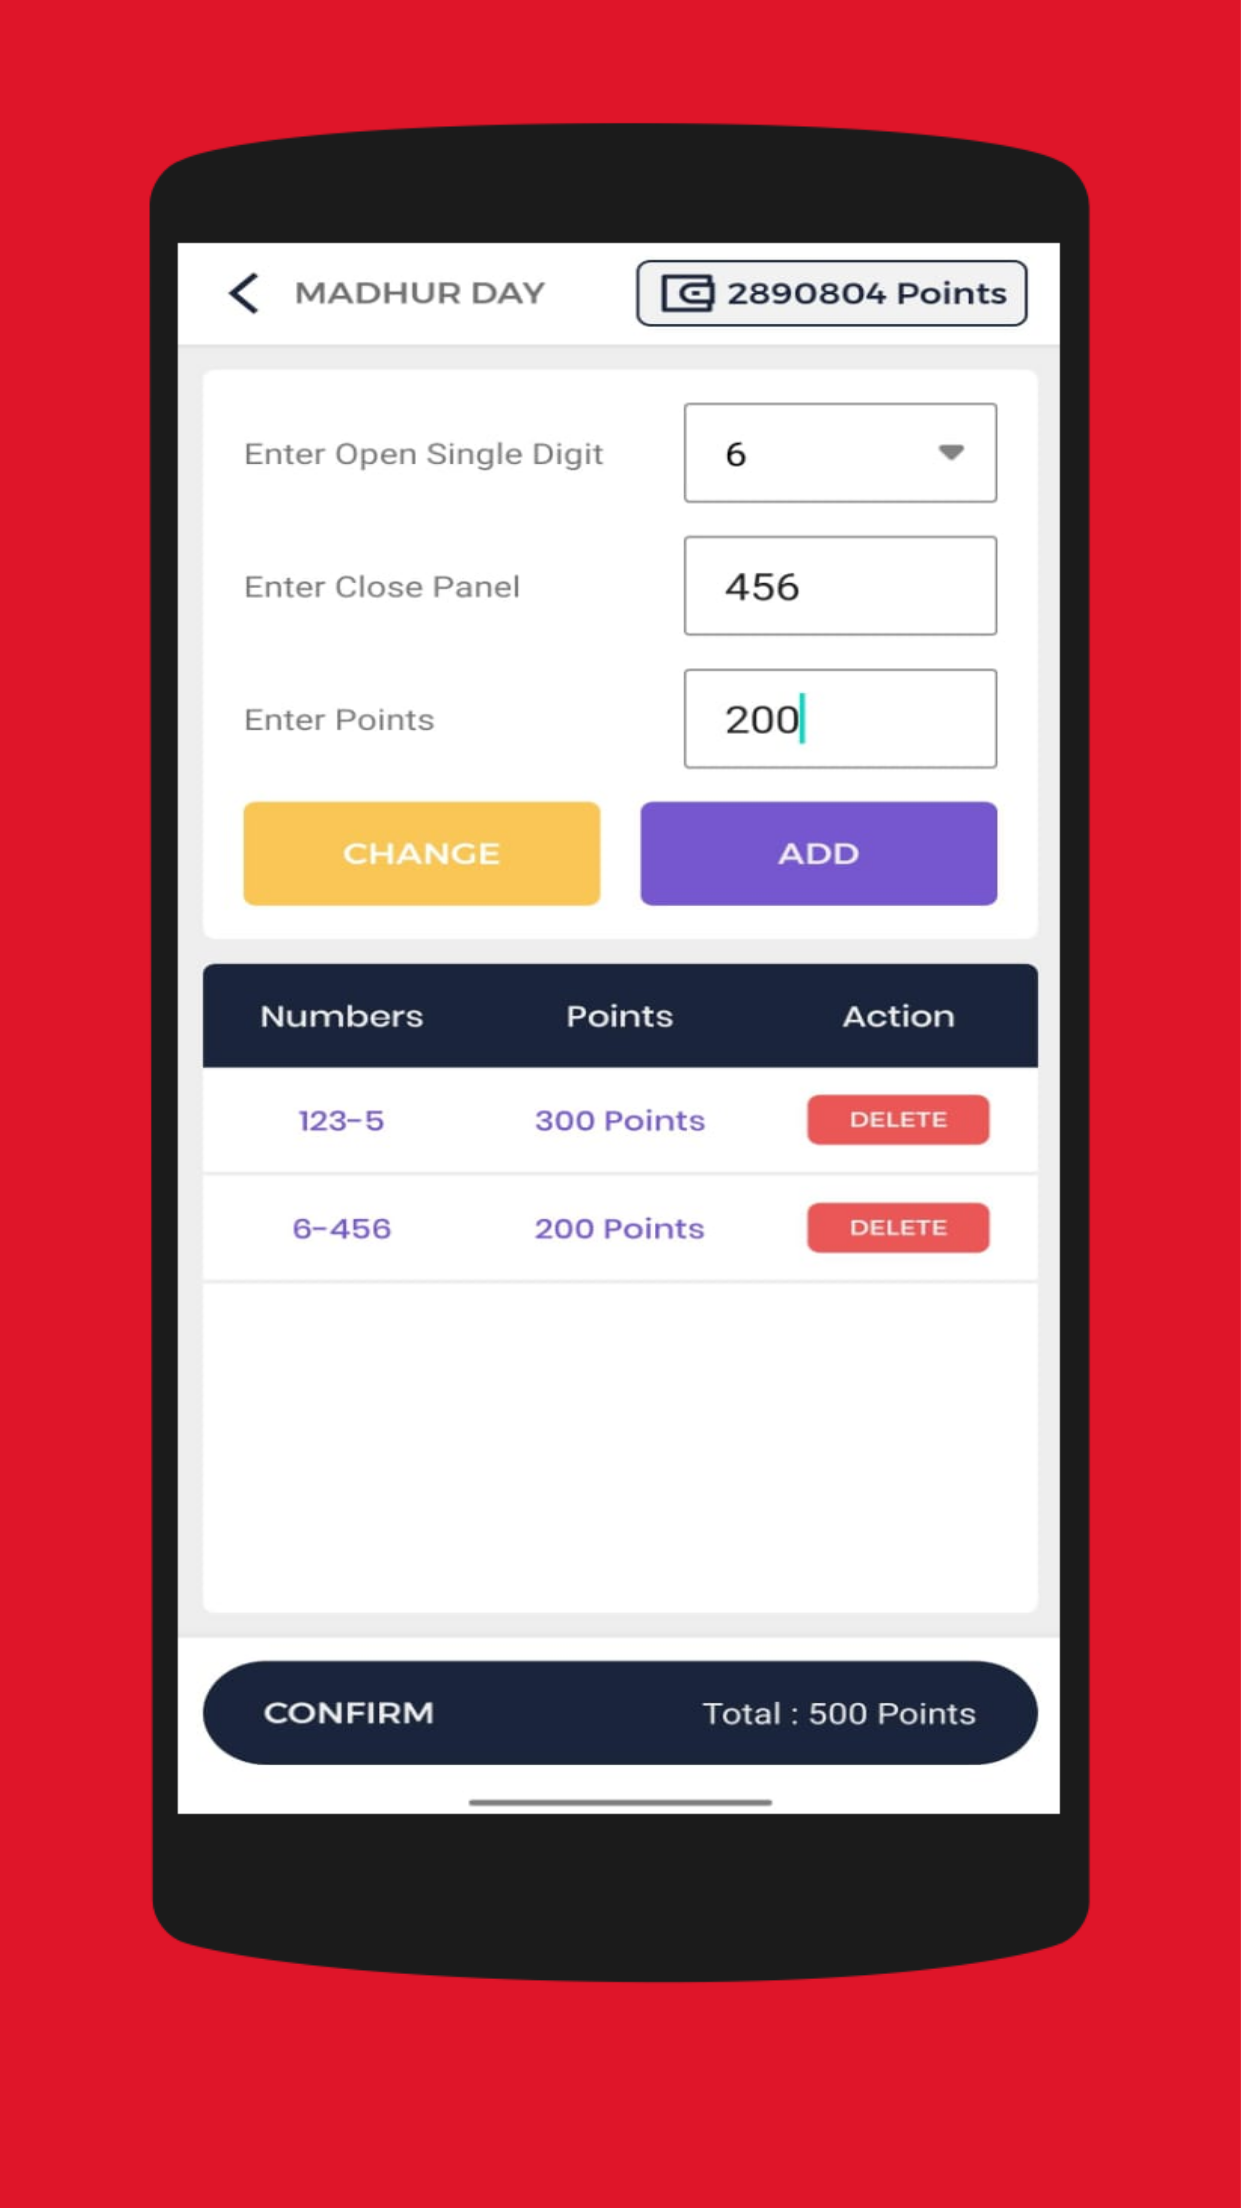 MADHUR DAY 2890804 Points
Enter Open Single Digit 6
Enter Close Panel 456
Enter Points 200
CHANGE ADD
Numbers Points Action
123-5 300 Points DELETE
6-456 200 Points DELETE
CONFIRM Total : 500 Points